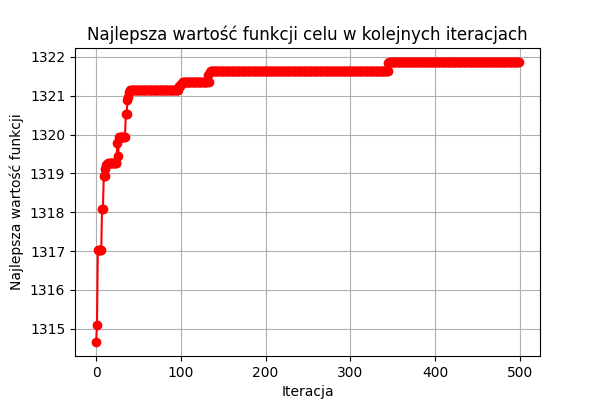 Najlepsza wartość funkcji celu w kolejnych iteracjach
Najlepsza wartość funkcji
1322
1321
1320
1319
1318
1317
1316
1315
0 100 200 300 400 500
Iteracja